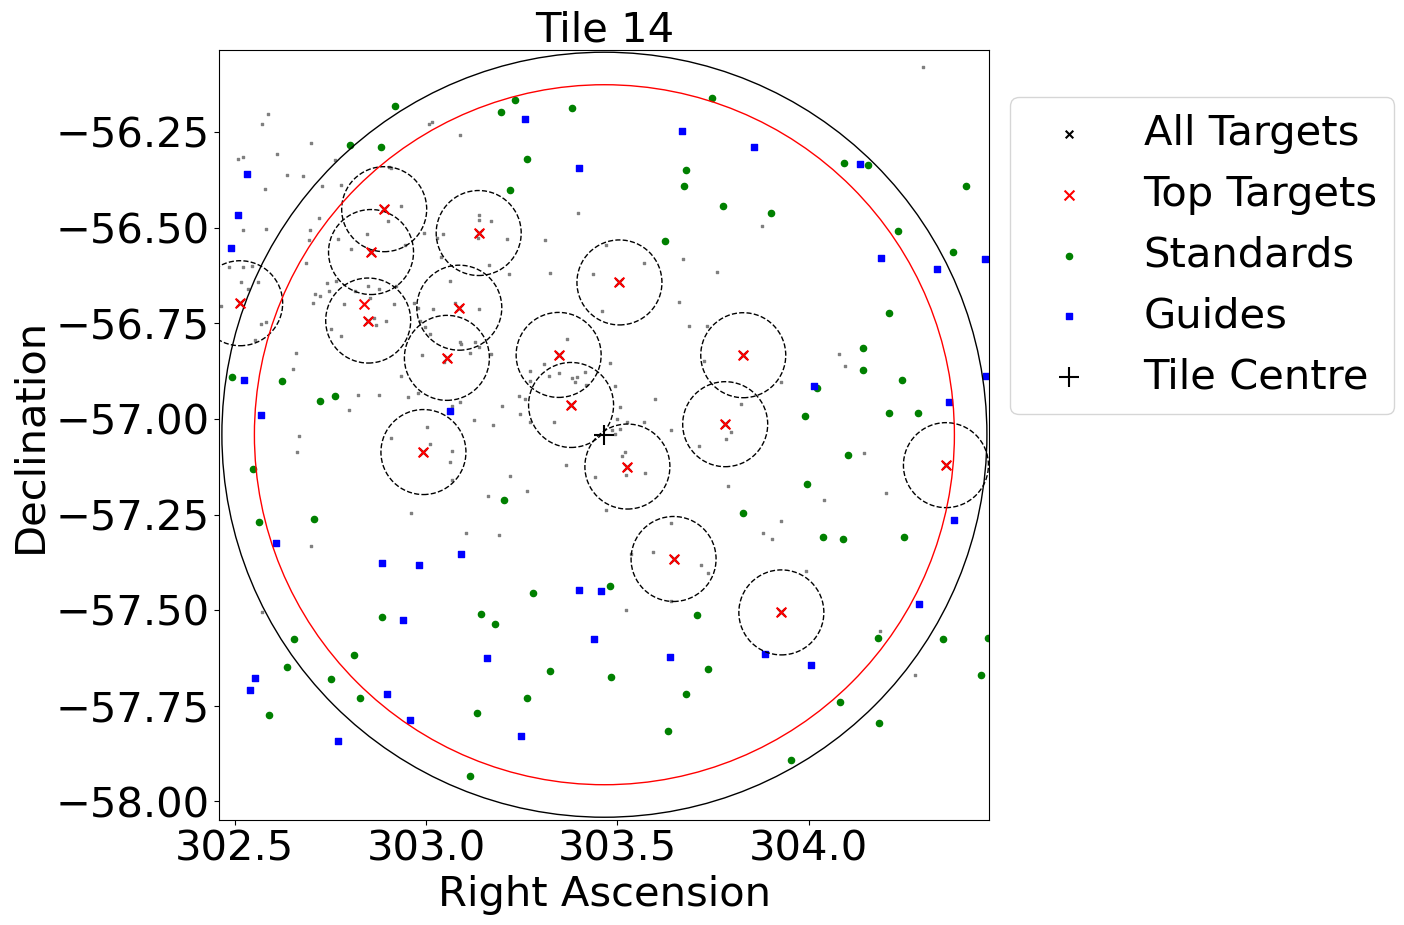 Tile 14
−56.25
−56.50
−56.75
−57.00
−57.25
−57.50
−57.75
−58.00
Declination
302.5
303.0
303.5
304.0
Right Ascension
All Targets
Top Targets
Standards
Guides
Tile Centre